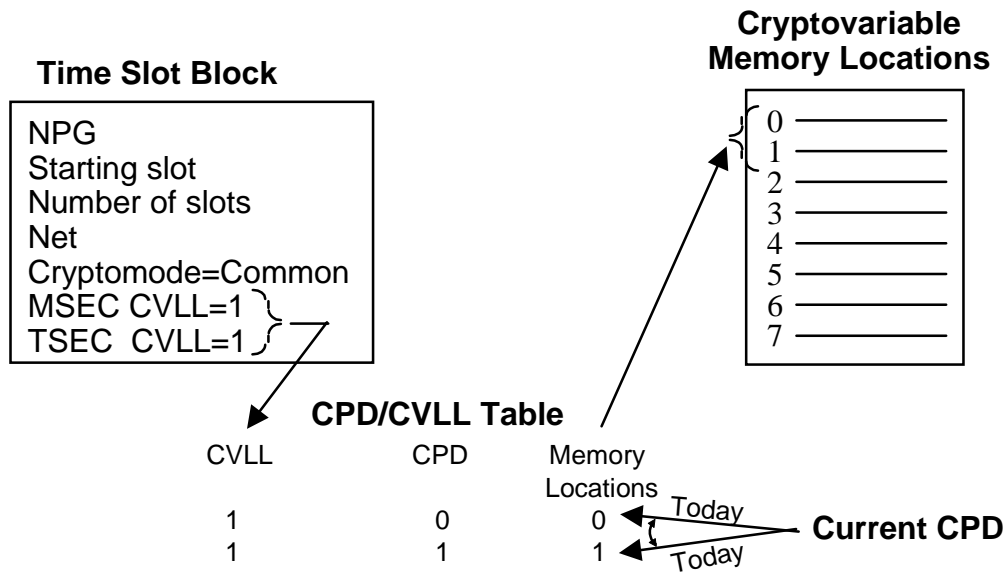 Cryptovariable
Memory Locations
Time Slot Block
NPG
Starting slot
Number of slots
Net
Cryptomode=Common
MSEC CVLL=1
TSEC CVLL=1
0
1
2
3
4
5
6
7
CPD/CVLL Table
CVLL CPD Memory
Locations
1 0 0 Today
1 1 1 Today
Current CPD